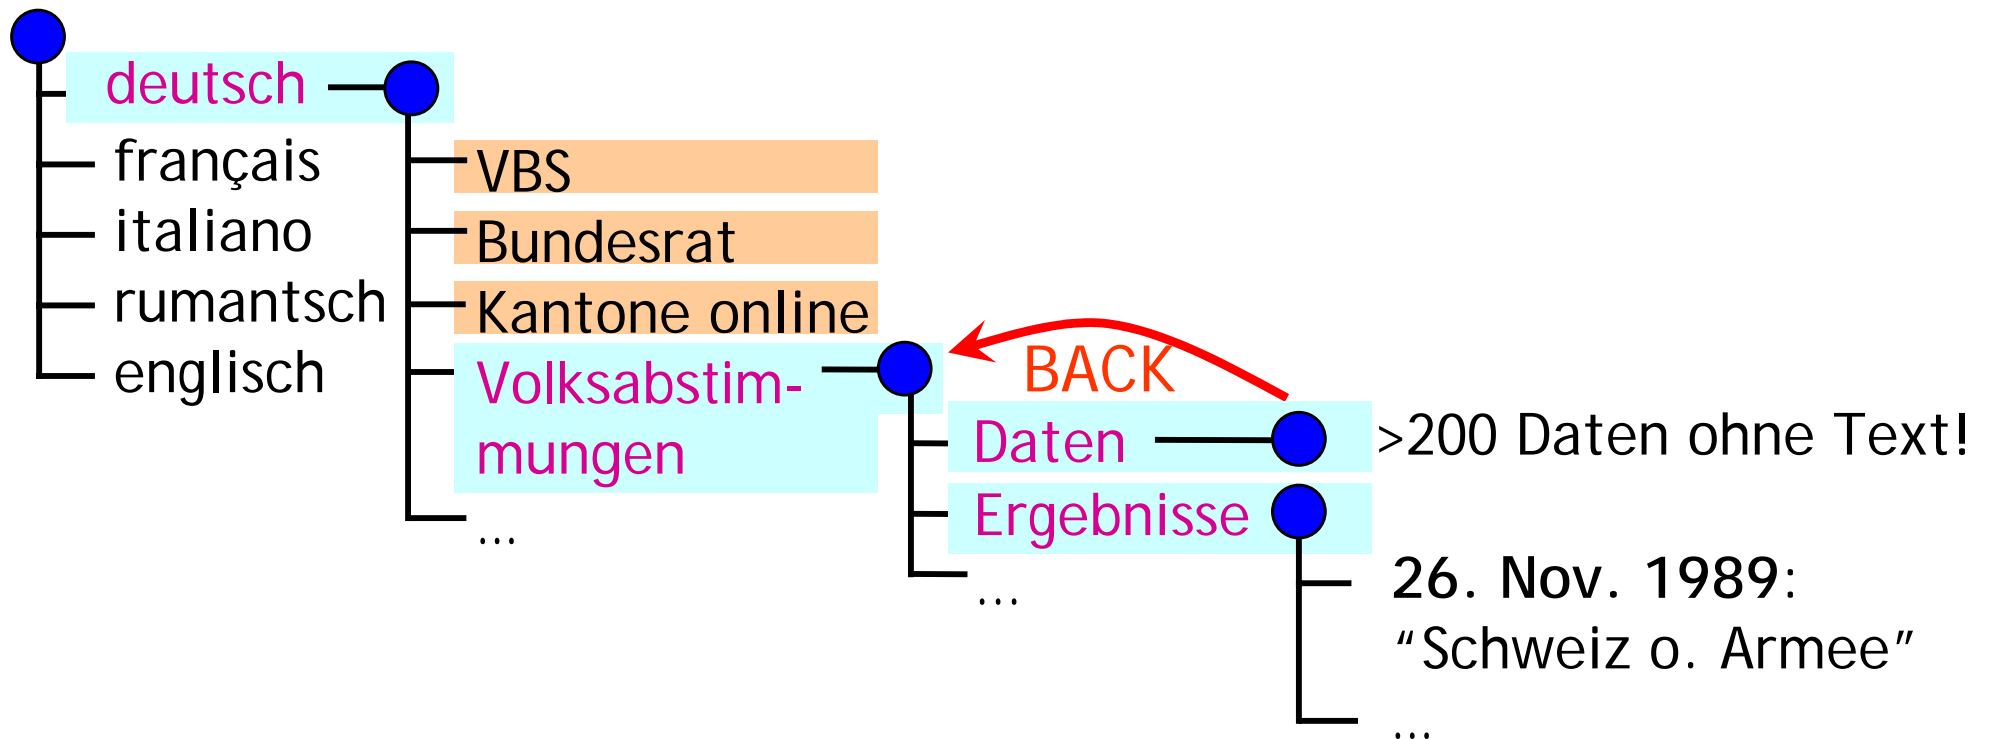 deutsch
français
italiano
rumantsch
englisch
VBS
Bundesrat
Kantone online
Volksabstim-
mungen
...
BACK
Daten
Ergebnisse
...
>200 Daten ohne Text!
26. Nov. 1989:
“Schweiz o. Armee”
...